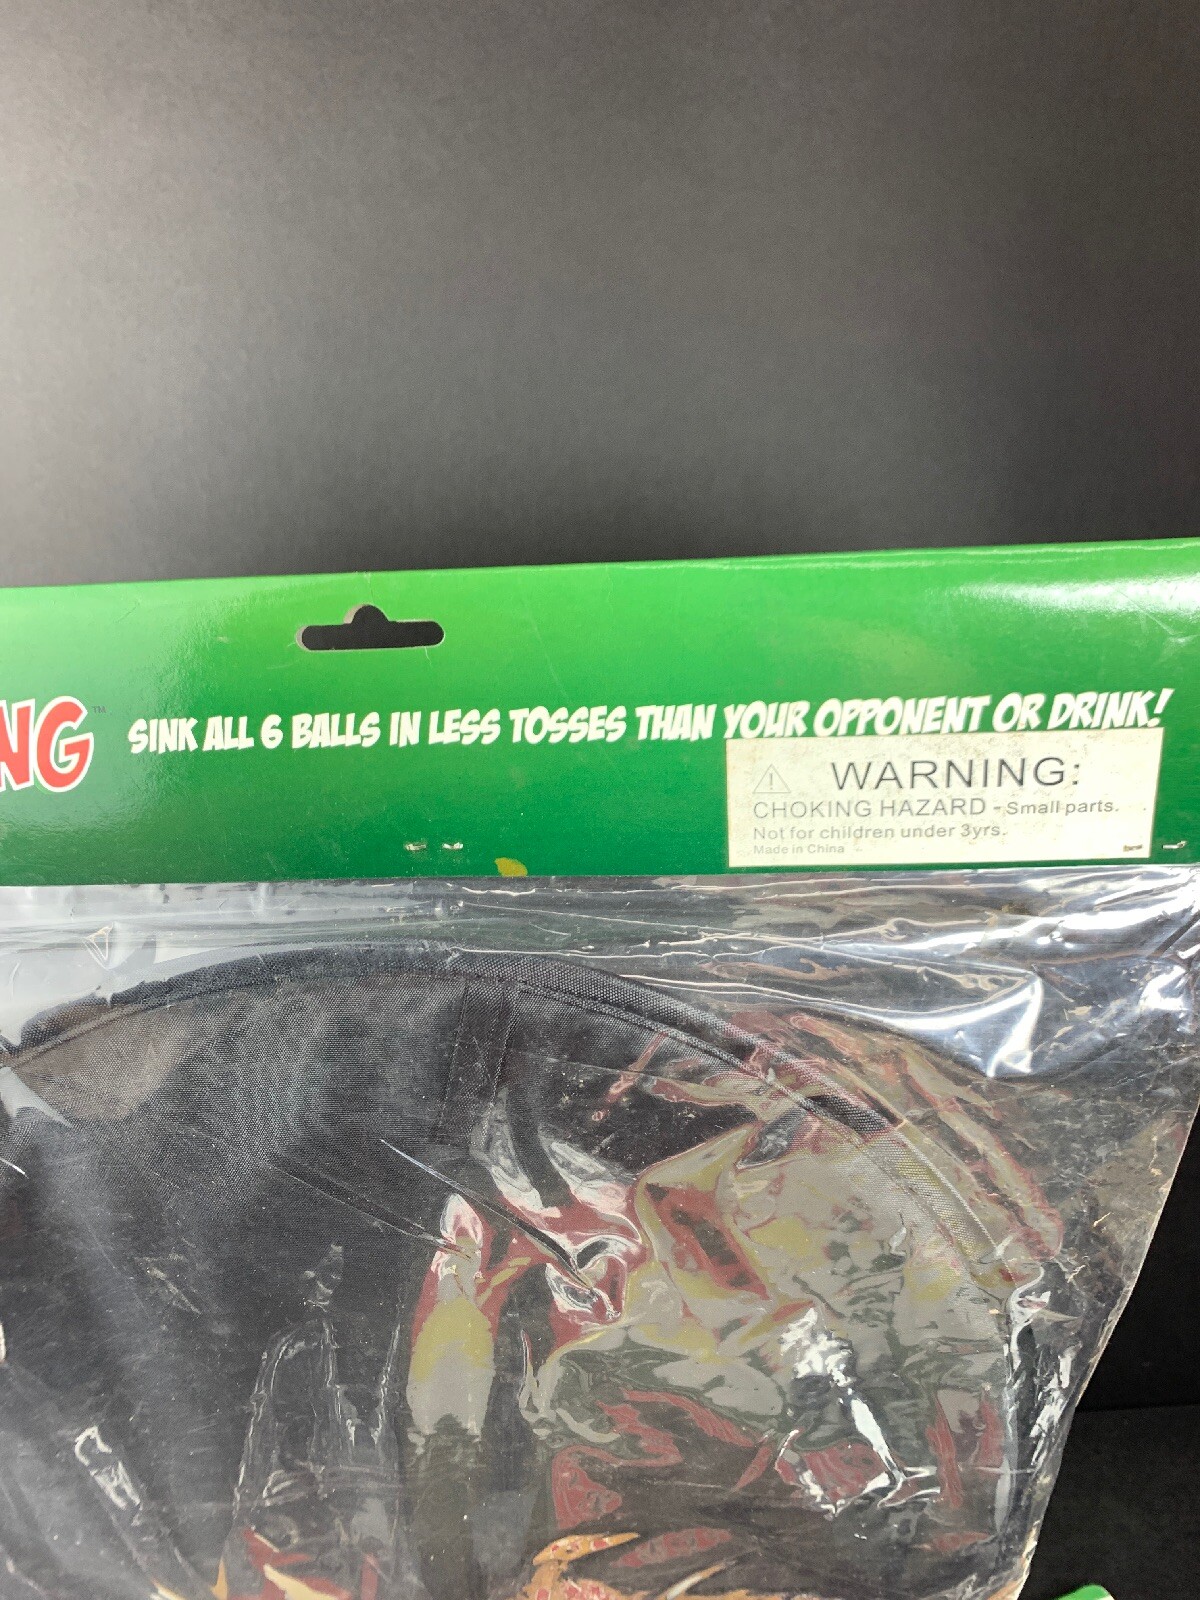 NG™
SINK ALL 6 BALLS IN LESS TOSSES THAN YOUR OPPONENT OR DRINK!
WARNING:
CHOKING HAZARD - Small parts.
Not for children under 3yrs.
Made in China